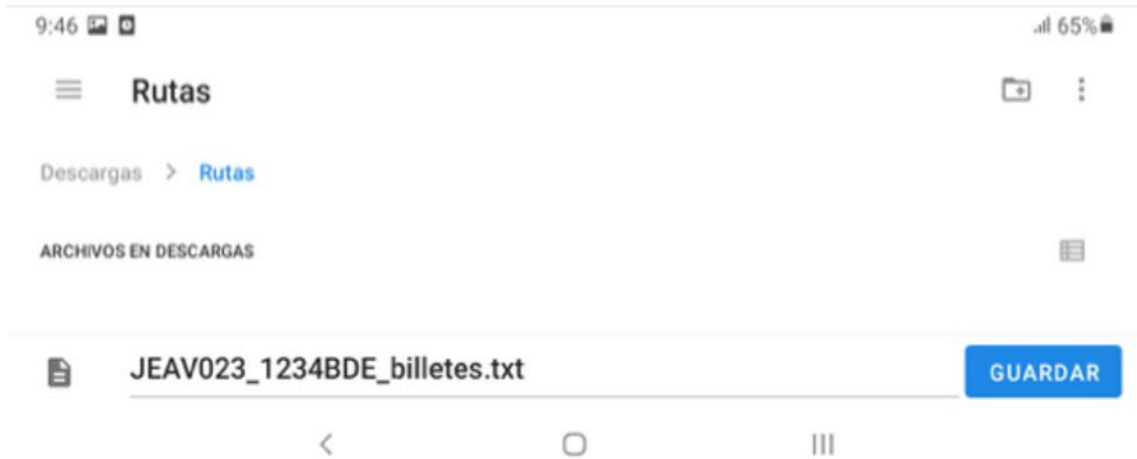 9:46 65%
Rutas
Descargas > Rutas
ARCHIVOS EN DESCARGAS
JEAV023_1234BDE_billetes.txt GUARDAR